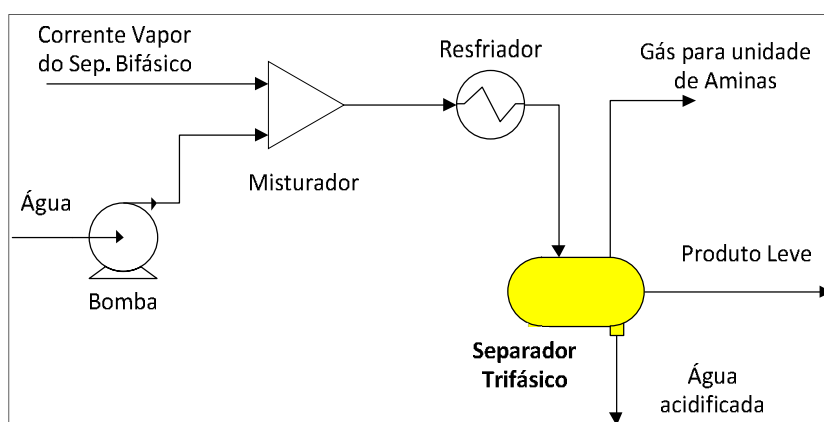 Corrente Vapor
do Sep. Bifásico
Resfriador
Gás para unidade
de Aminas
Misturador
Água
Bomba
Produto Leve
Separador
Trifásico
Água
acidificada